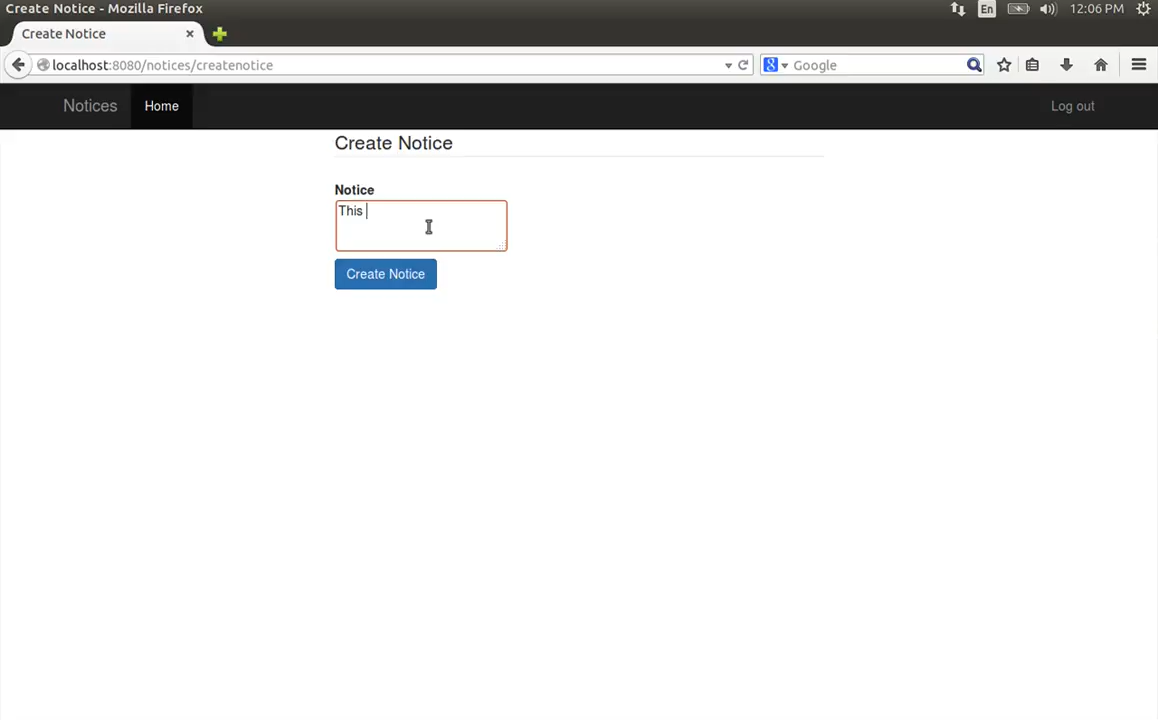 Create Notice - Mozilla Firefox
En
12:06 PM
Create Notice
localhost:8080/notices/createnotice
Google
Notices
Home
Log out
Create Notice
Notice
This
Create Notice